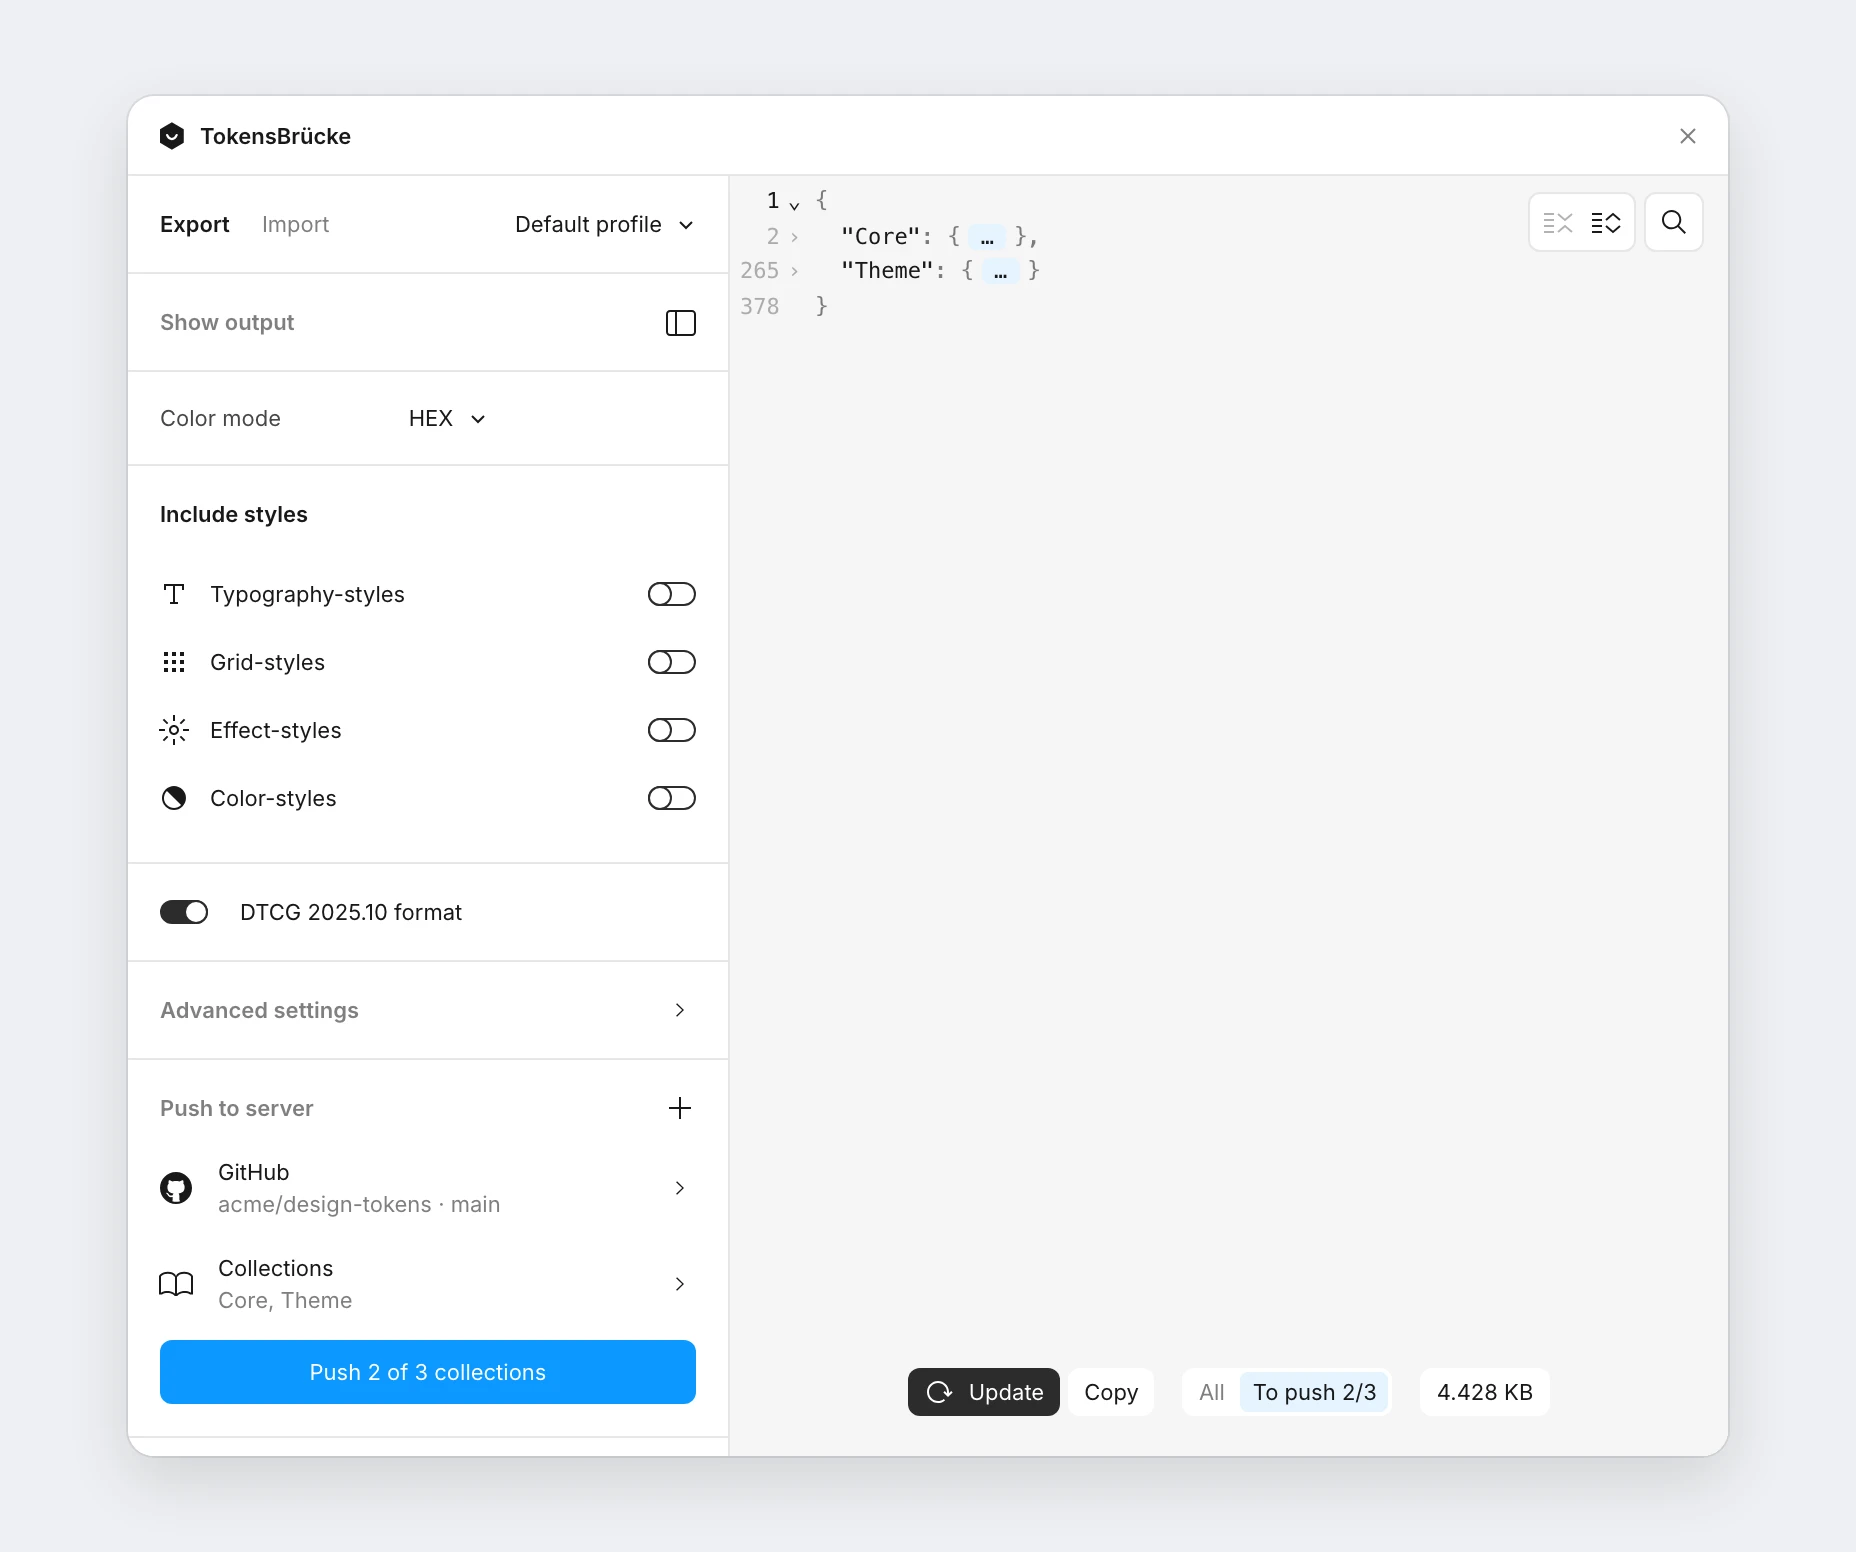 TokensBrücke
Export Import Default profile
Show output
Color mode HEX
Include styles
Typography-styles
Grid-styles
Effect-styles
Color-styles
DTCG 2025.10 format
Advanced settings
Push to server
GitHub
acme/design-tokens · main
Collections
Core, Theme
Push 2 of 3 collections
1 {
2 "Core": { … },
265 "Theme": { … }
378 }
Update Copy All To push 2/3 4.428 KB